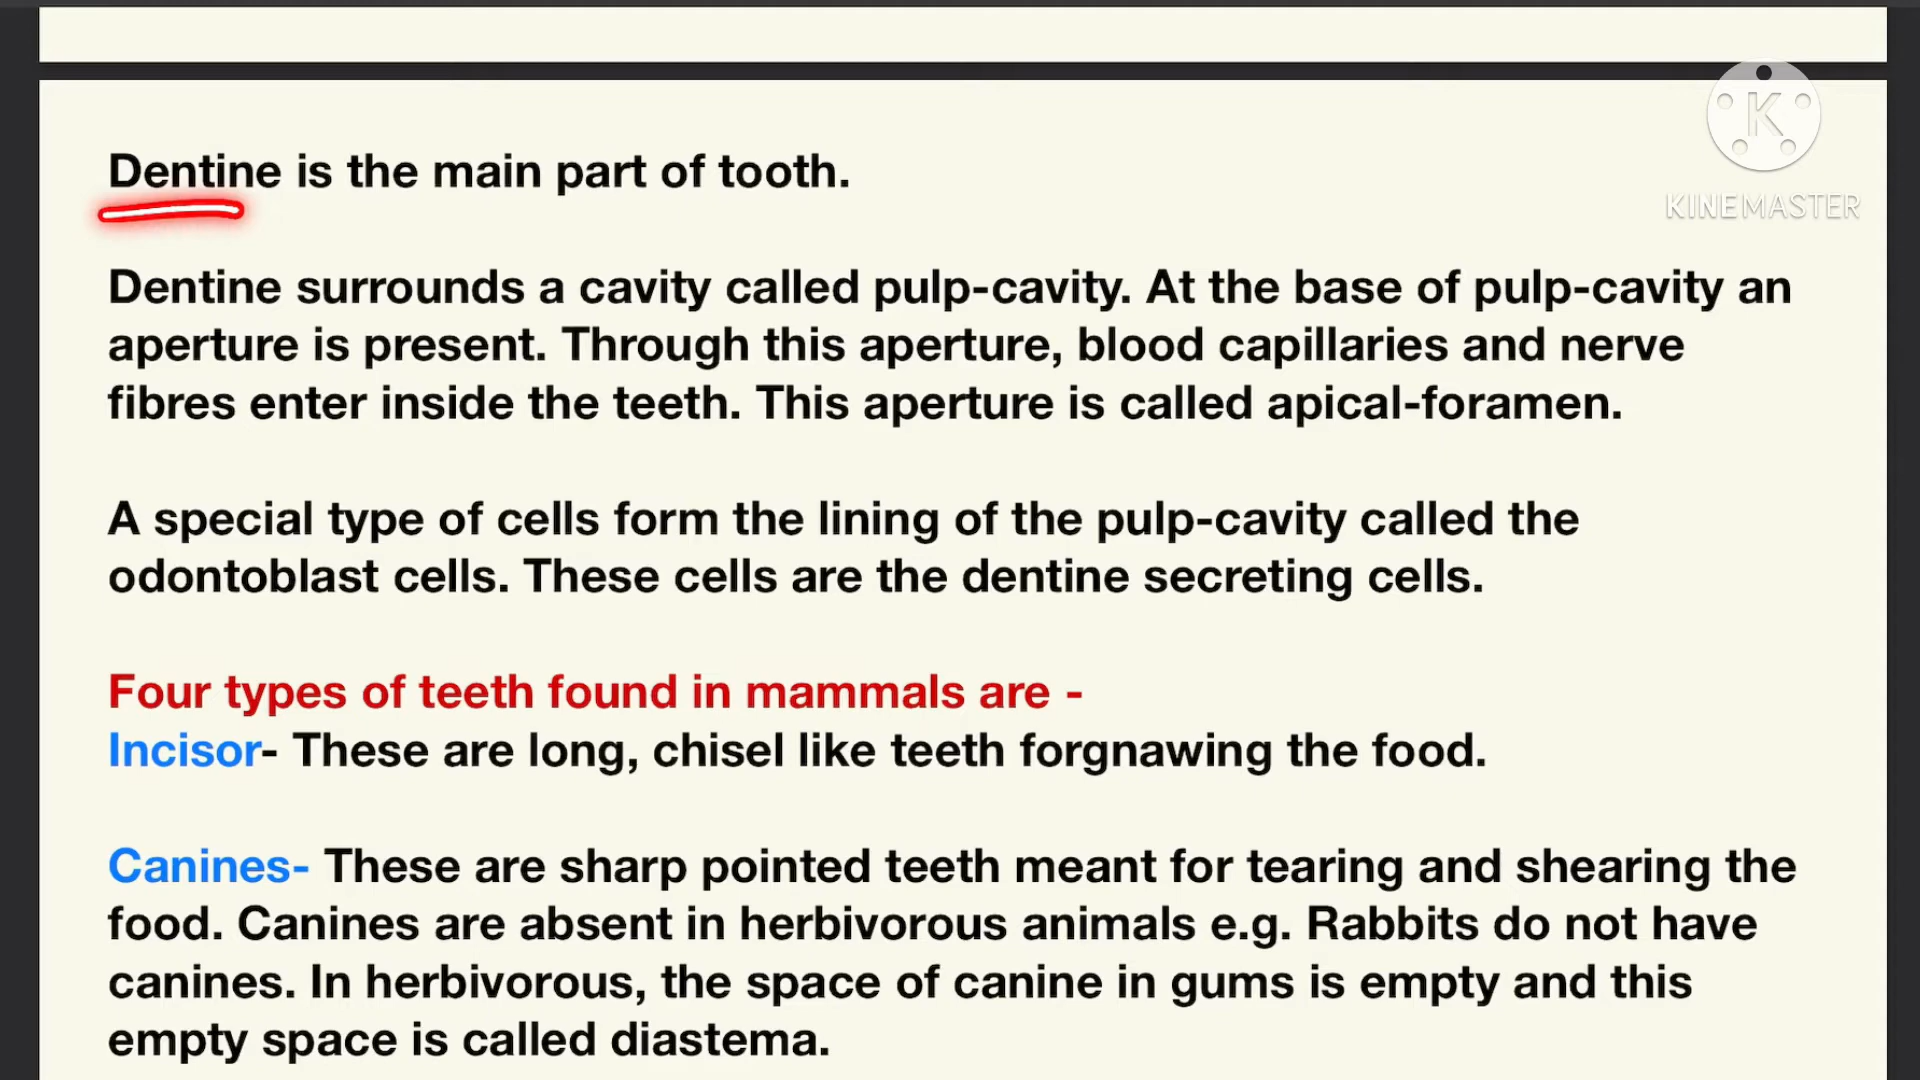 K
KINEMASTER
Dentine is the main part of tooth.
Dentine surrounds a cavity called pulp-cavity. At the base of pulp-cavity an
aperture is present. Through this aperture, blood capillaries and nerve
fibres enter inside the teeth. This aperture is called apical-foramen.
A special type of cells form the lining of the pulp-cavity called the
odontoblast cells. These cells are the dentine secreting cells.
Four types of teeth found in mammals are -
Incisor- These are long, chisel like teeth forgnawing the food.
Canines- These are sharp pointed teeth meant for tearing and shearing the
food. Canines are absent in herbivorous animals e.g. Rabbits do not have
canines. In herbivorous, the space of canine in gums is empty and this
empty space is called diastema.